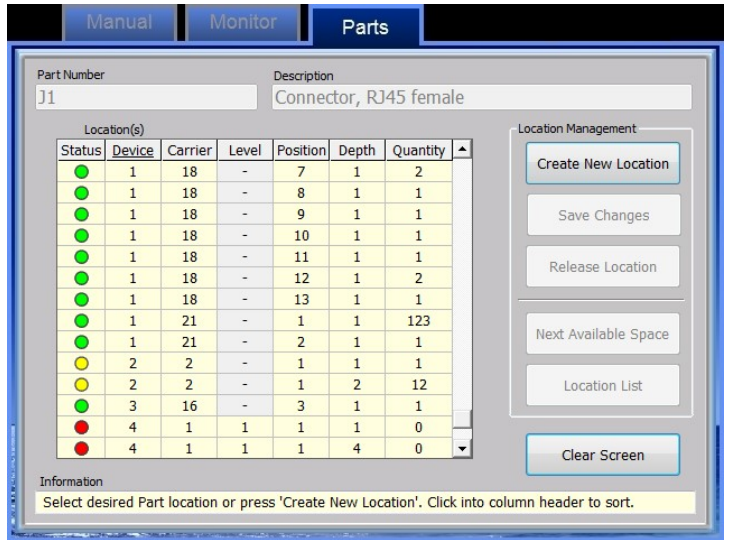 Manual Monitor Parts
Part Number Description
J1 Connector, RJ45 female
Location(s) Location Management
Status Device Carrier Level Position Depth Quantity
1 18 - 7 1 2
1 18 - 8 1 1
1 18 - 9 1 1
1 18 - 10 1 1
1 18 - 11 1 1
1 18 - 12 1 2
1 18 - 13 1 1
1 21 - 1 1 123
1 21 - 2 1 1
2 2 - 1 1 1
2 2 - 1 2 12
3 16 - 3 1 1
4 1 1 1 1 0
4 1 1 1 4 0
Create New Location
Save Changes
Release Location
Next Available Space
Location List
Clear Screen
Information
Select desired Part location or press 'Create New Location'. Click into column header to sort.